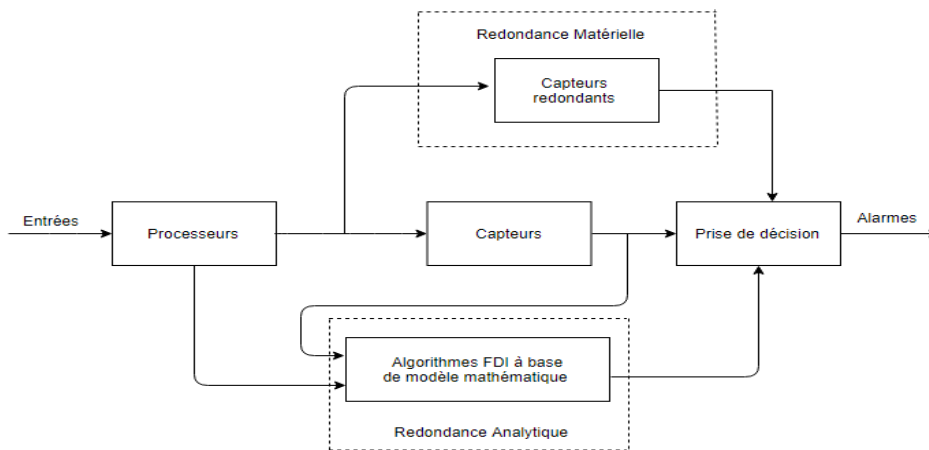 Redondance Matérielle
Capteurs
redondants
Entrées
Processeurs
Capteurs
Prise de décision
Alarmes
Algorithmes FDI à base
de modèle mathématique
Redondance Analytique